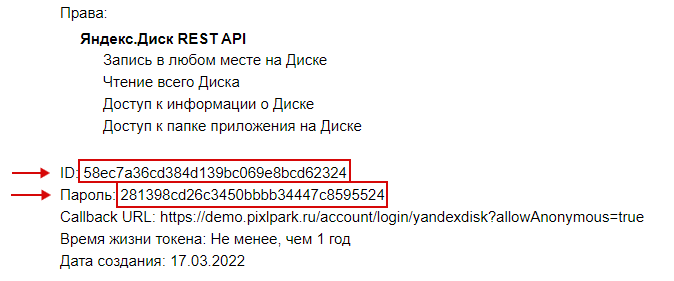 Права:
Яндекс.Диск REST API
Запись в любом месте на Диске
Чтение всего Диска
Доступ к информации о Диске
Доступ к папке приложения на Диске
ID: 58ec7a36cd384d139bc069e8bcd62324
Пароль: 281398cd26c3450bbbb34447c8595524
Callback URL: https://demo.pixlpark.ru/account/login/yandexdisk?allowAnonymous=true
Время жизни токена: Не менее, чем 1 год
Дата создания: 17.03.2022